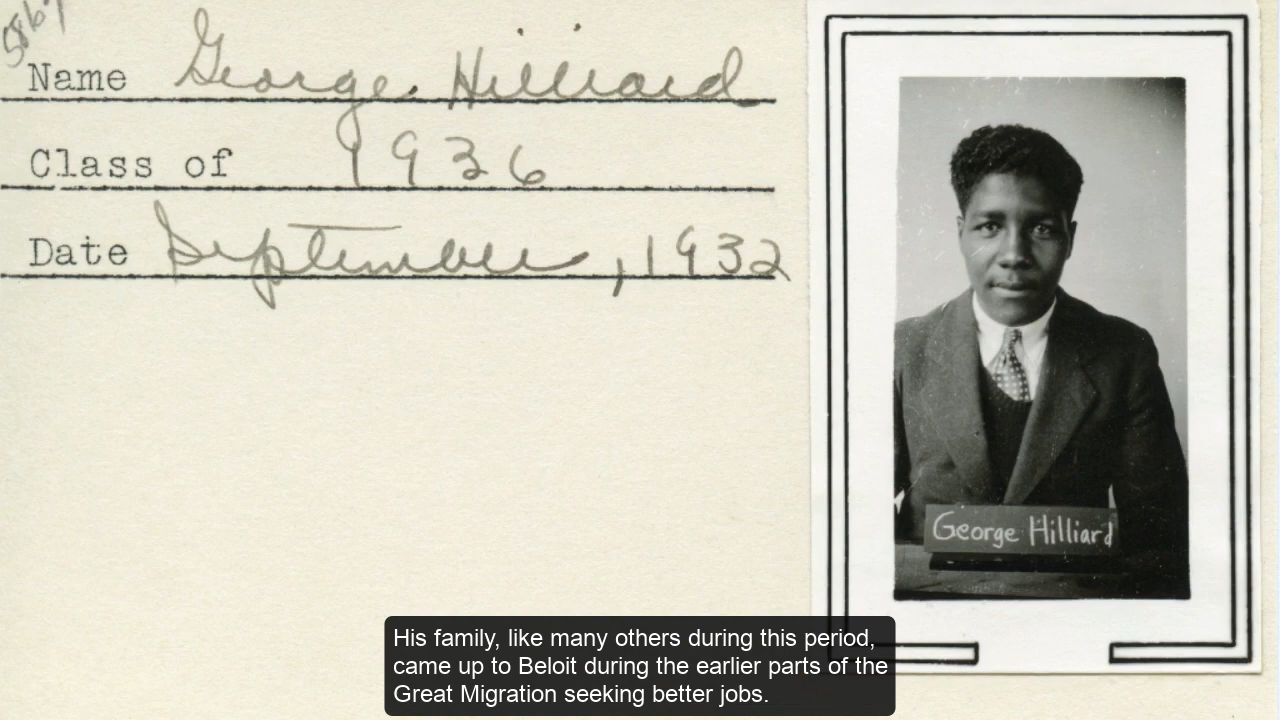 Name George Hilliard
Class of 1936
Date September, 1932
George Hilliard
His family, like many others during this period,
came up to Beloit during the earlier parts of the
Great Migration seeking better jobs.